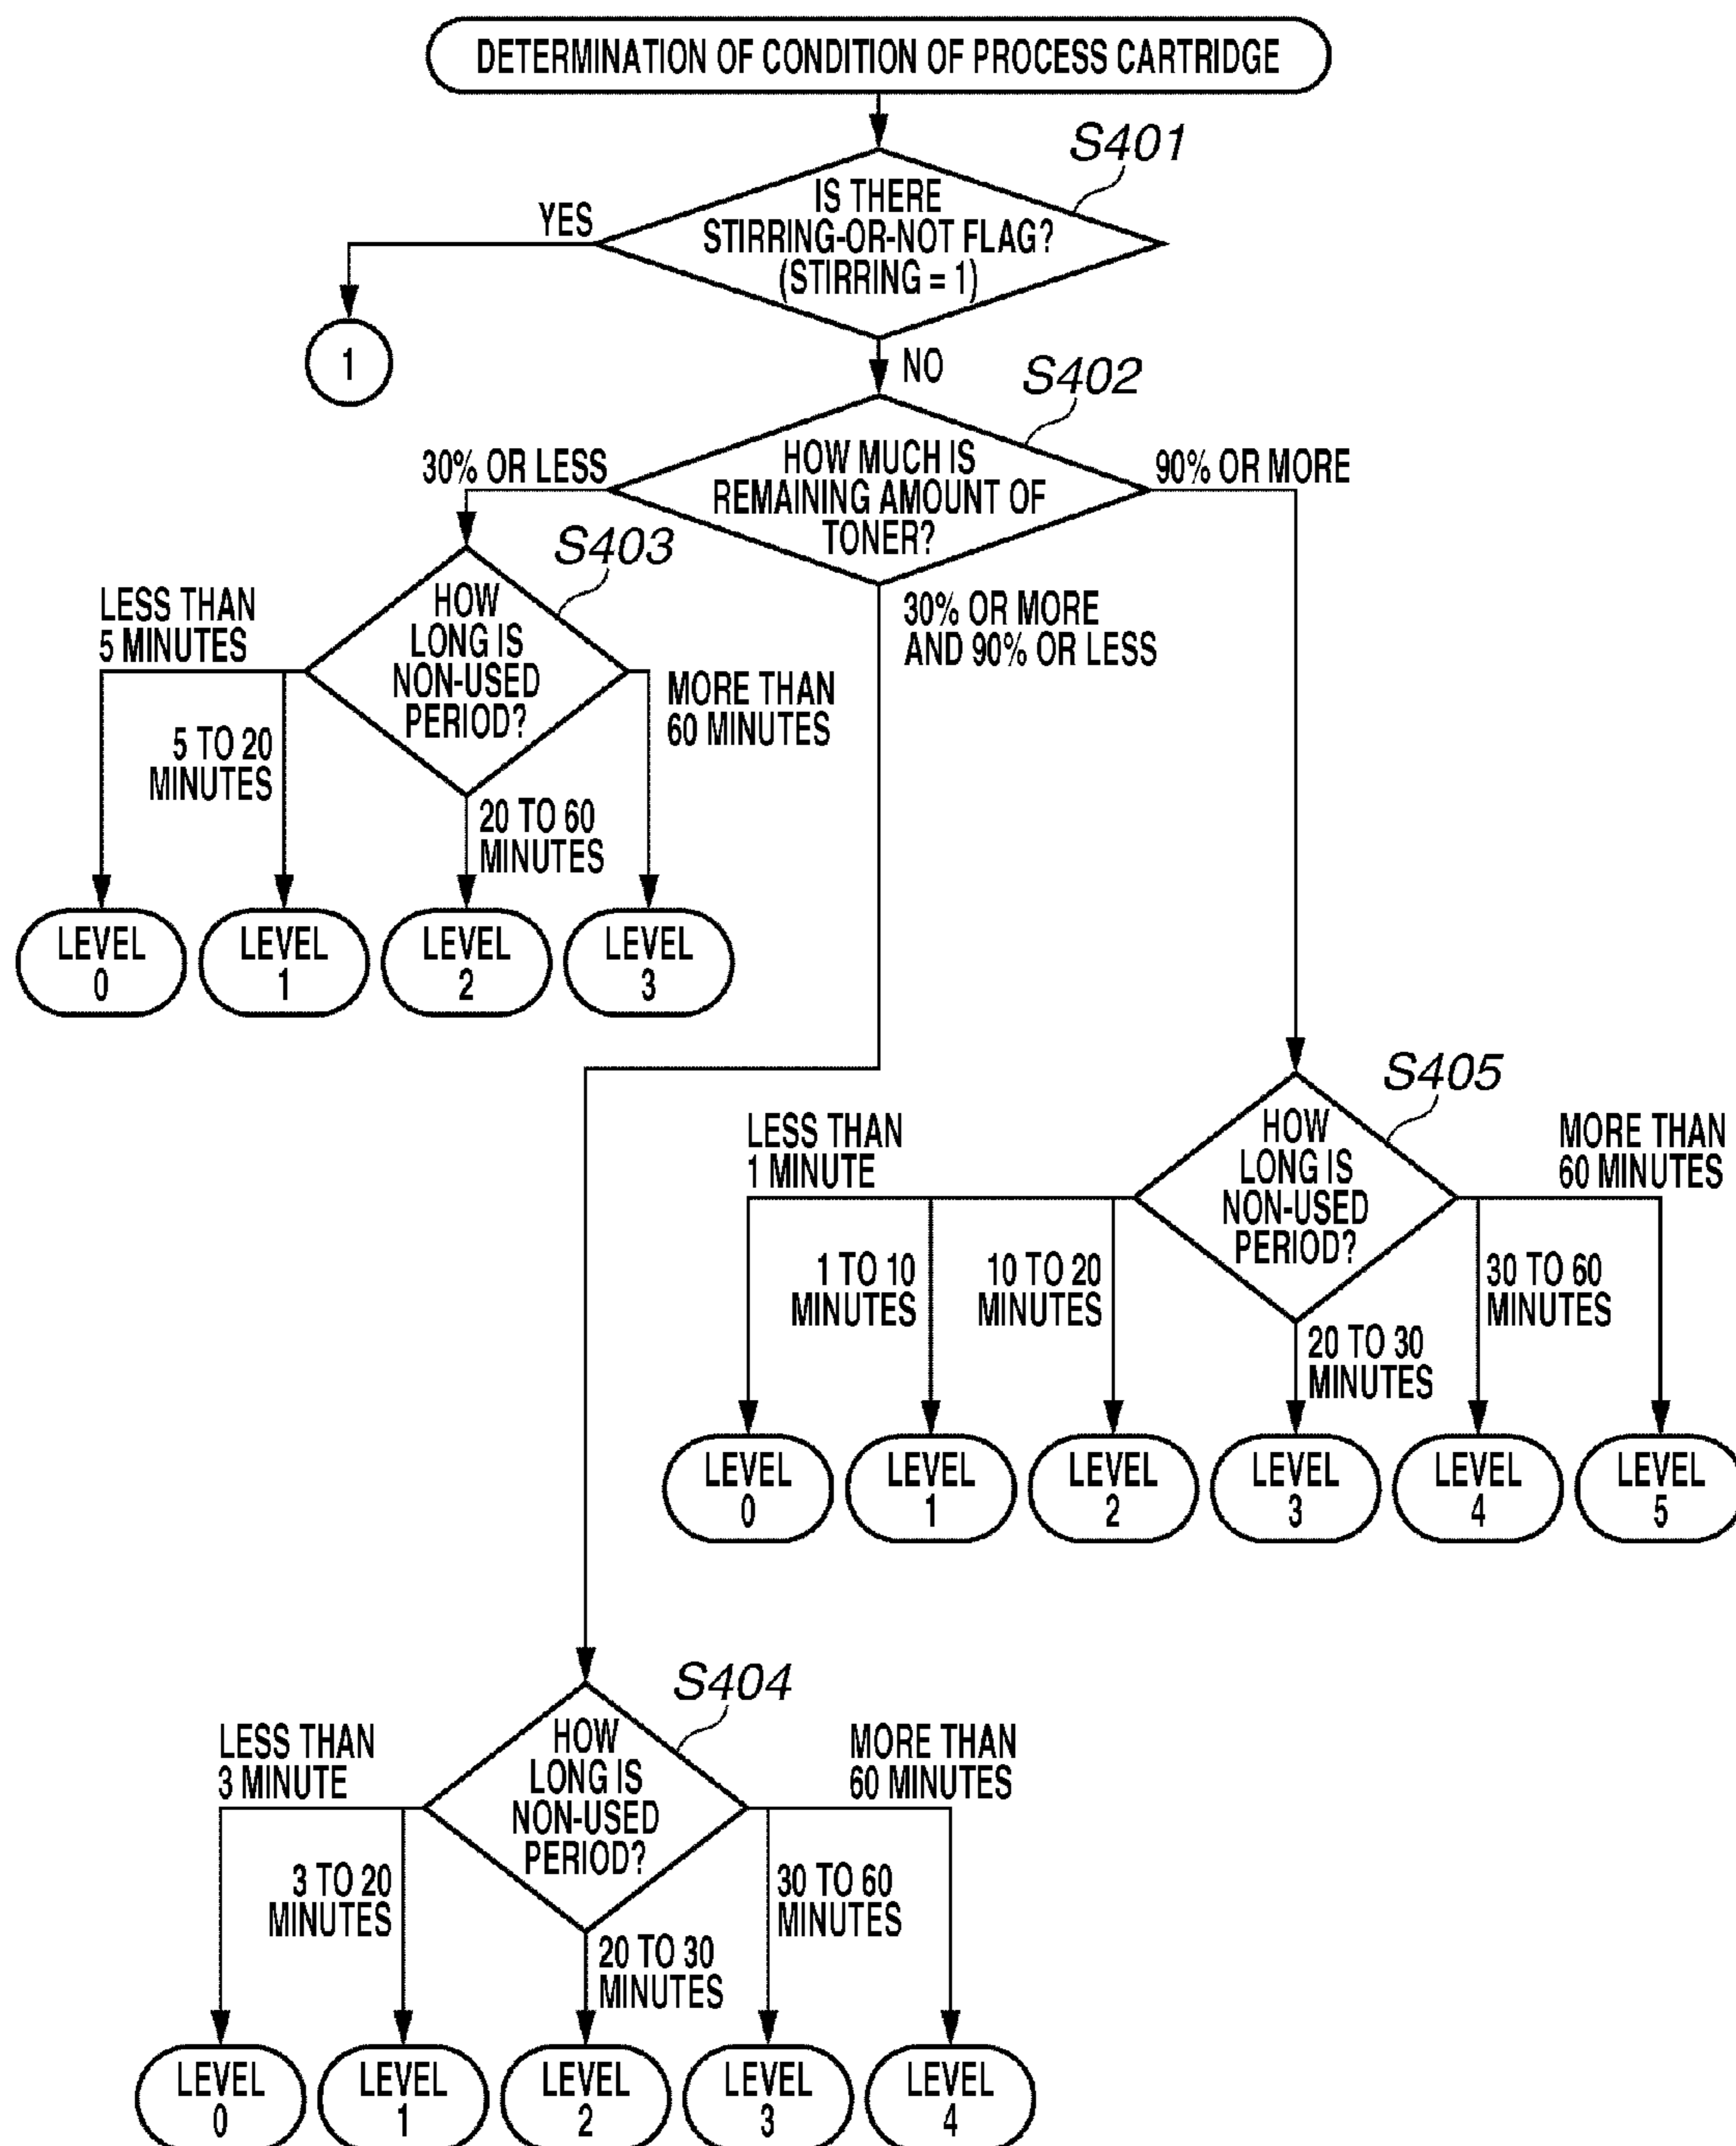 DETERMINATION OF CONDITION OF PROCESS CARTRIDGE
S401
IS THERE
STIRRING-OR-NOT FLAG?
(STIRRING = 1)
YES
1
NO
S402
HOW MUCH IS
REMAINING AMOUNT OF
TONER?
30% OR LESS
90% OR MORE
30% OR MORE
AND 90% OR LESS
S403
HOW
LONG IS
NON-USED
PERIOD?
LESS THAN
5 MINUTES
5 TO 20
MINUTES
20 TO 60
MINUTES
MORE THAN
60 MINUTES
LEVEL
0
LEVEL
1
LEVEL
2
LEVEL
3
S405
HOW
LONG IS
NON-USED
PERIOD?
LESS THAN
1 MINUTE
1 TO 10
MINUTES
10 TO 20
MINUTES
20 TO 30
MINUTES
30 TO 60
MINUTES
MORE THAN
60 MINUTES
LEVEL
0
LEVEL
1
LEVEL
2
LEVEL
3
LEVEL
4
LEVEL
5
S404
HOW
LONG IS
NON-USED
PERIOD?
LESS THAN
3 MINUTE
3 TO 20
MINUTES
20 TO 30
MINUTES
30 TO 60
MINUTES
MORE THAN
60 MINUTES
LEVEL
0
LEVEL
1
LEVEL
2
LEVEL
3
LEVEL
4